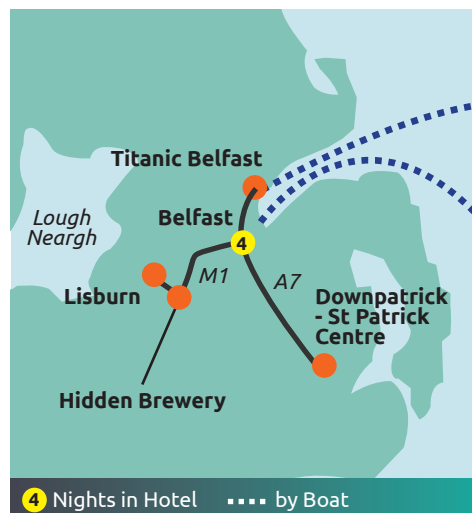 Titanic Belfast
Lough
Neargh
Belfast
4
M1
A7
Lisburn
Downpatrick
- St Patrick
Centre
Hidden Brewery
4 Nights in Hotel
by Boat